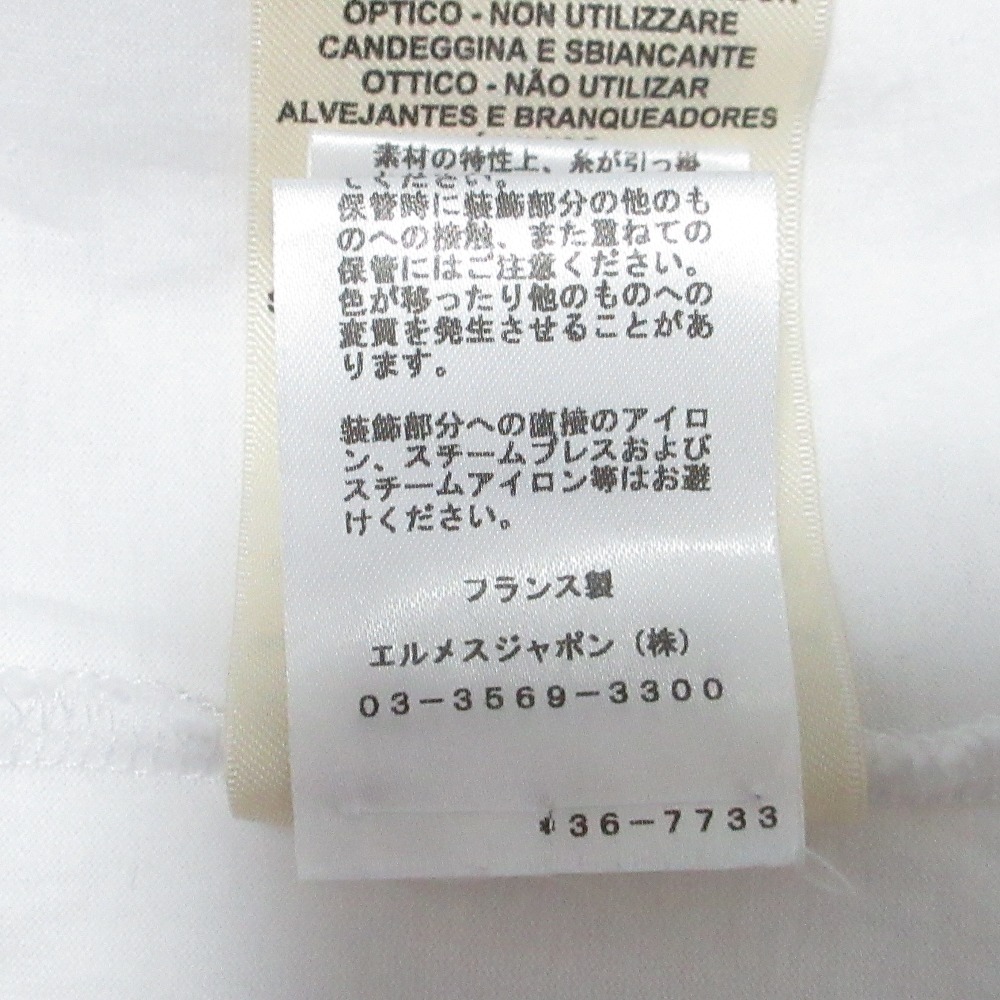 ÓPTICO - NON UTILIZZARE
CANDEGGINA E SBIANCANTE
OTTICO - NÃO UTILIZAR
ALVEJANTES E BRANQUEADORES
素材の特性上、糸が引っ掛
てください。
保管時に装飾部分の他のも
のへの接触、また重ねての
保管にはご注意ください。
色が移ったり他のものへの
変質を発生させることがあ
ります。
装飾部分への直接のアイロ
ン、スチームプレスおよび
スチームアイロン等はお避
けください。
フランス製
エルメスジャポン（株）
03-3569-3300
36-7733